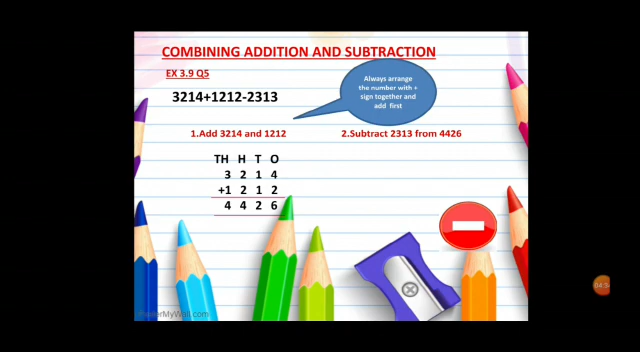 COMBINING ADDITION AND SUBTRACTION
EX 3.9 Q5
Always arrange
the number with +
sign together and
add first
3214+1212-2313
1.Add 3214 and 1212
2.Subtract 2313 from 4426
TH H T O
3 2 1 4
+1 2 1 2
4 4 2 6